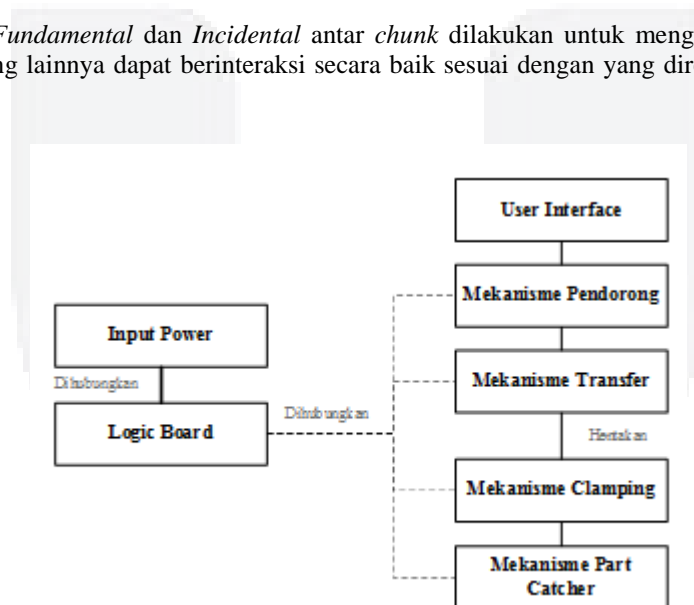 Fundamental dan Incidental antar chunk dilakukan untuk meng
ng lainnya dapat berinteraksi secara baik sesuai dengan yang dir
User Interface
Mekanisme Pendorong
Input Power
Dihubungkan
Mekanisme Transfer
Logic Board
Dihubungkan
Hentakan
Mekanisme Clamping
Mekanisme Part
Catcher